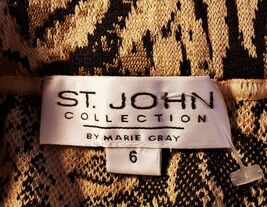 ST. JOHN
COLLECTION
BY MARIE GRAY
6